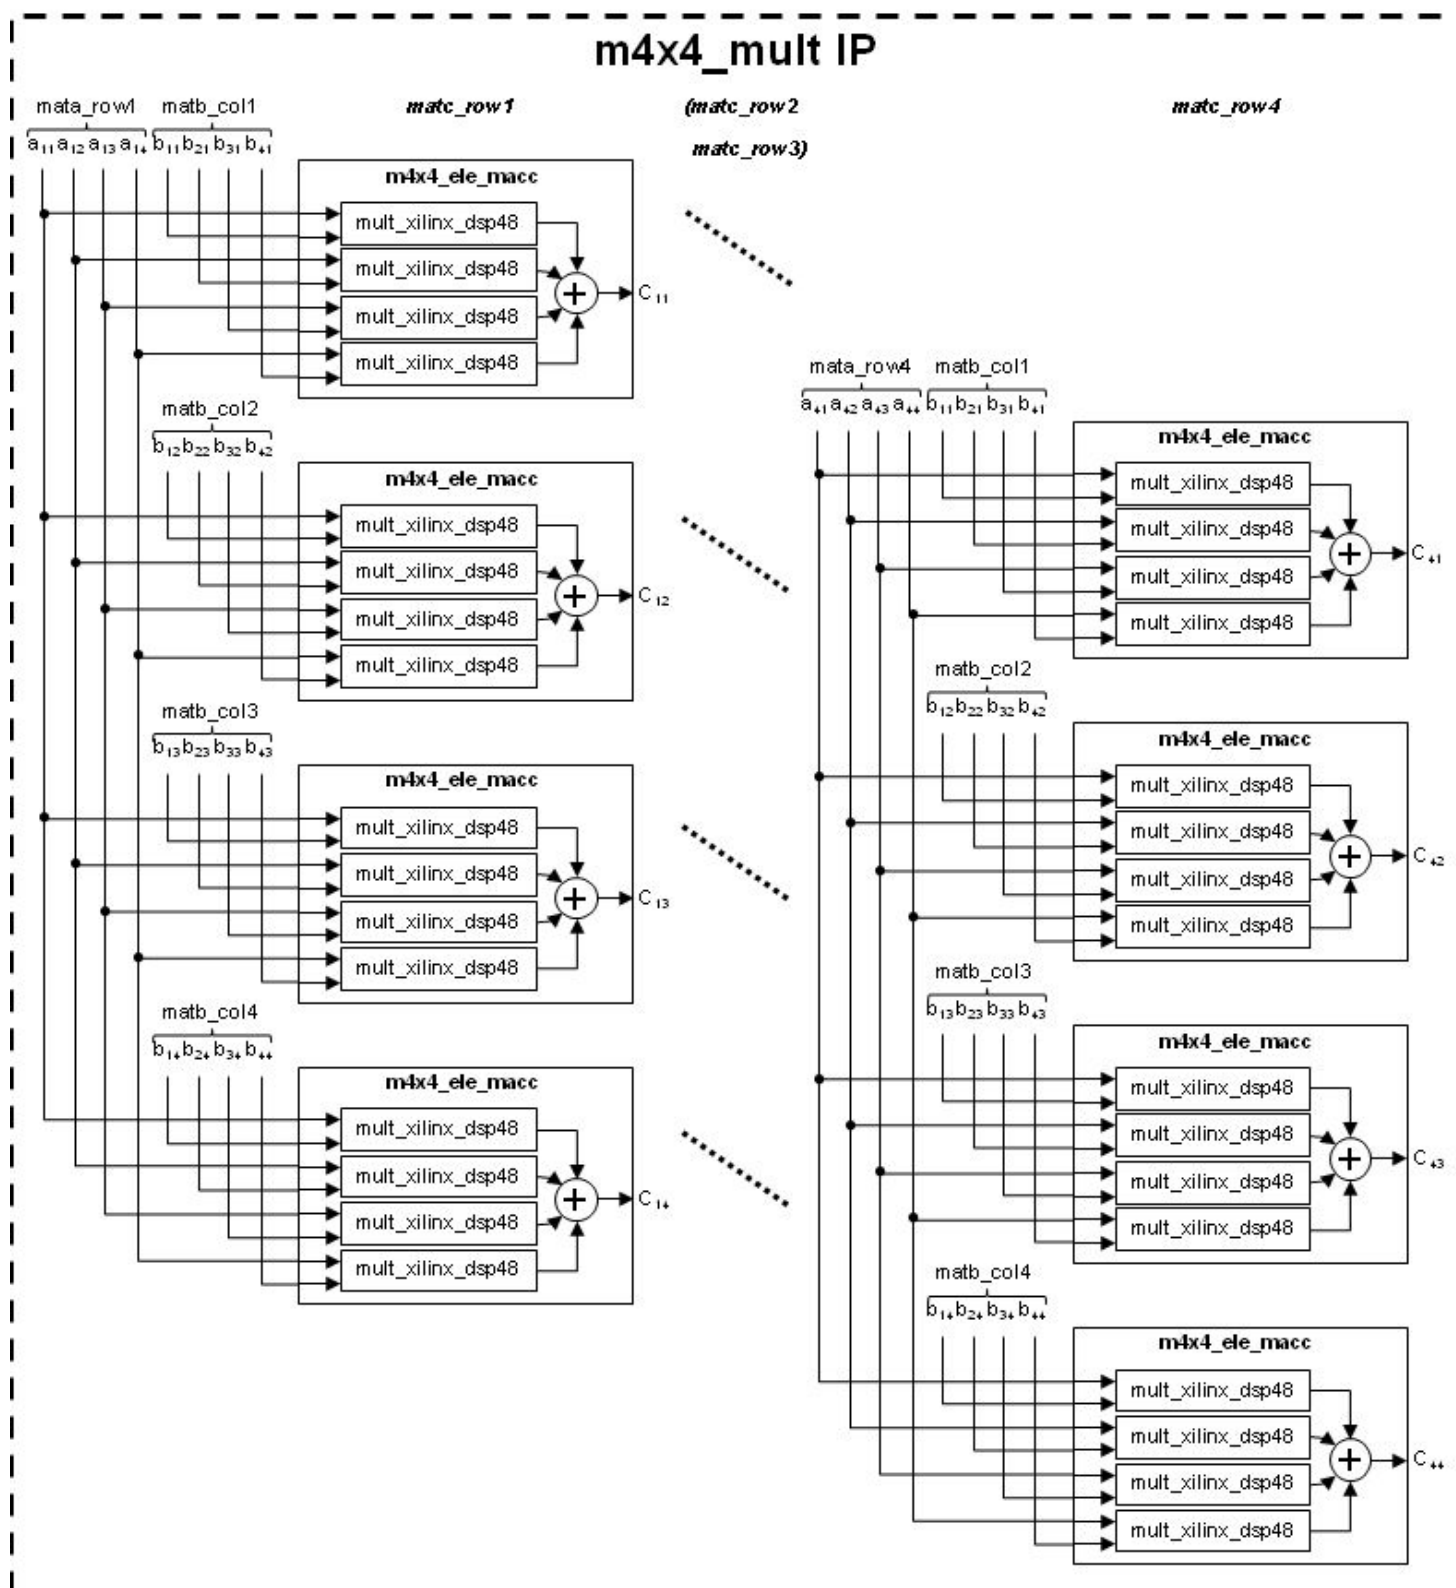 m4x4_mult IP
mata_row1 matb_col1 matc_row1 (matc_row2 matc_row4
a11 a12 a13 a14 b11 b21 b31 b41 matc_row3)
m4x4_ele_macc
mult_xilinx_dsp48
mult_xilinx_dsp48
C11
mult_xilinx_dsp48
mult_xilinx_dsp48
matb_col2
b12 b22 b32 b42
m4x4_ele_macc
mult_xilinx_dsp48
mult_xilinx_dsp48
C12
mult_xilinx_dsp48
mult_xilinx_dsp48
matb_col3
b13 b23 b33 b43
m4x4_ele_macc
mult_xilinx_dsp48
mult_xilinx_dsp48
C13
mult_xilinx_dsp48
mult_xilinx_dsp48
matb_col4
b14 b24 b34 b44
m4x4_ele_macc
mult_xilinx_dsp48
mult_xilinx_dsp48
C14
mult_xilinx_dsp48
mult_xilinx_dsp48
mata_row4 matb_col1
a41 a42 a43 a44 b11 b21 b31 b41
m4x4_ele_macc
mult_xilinx_dsp48
mult_xilinx_dsp48
C41
mult_xilinx_dsp48
mult_xilinx_dsp48
matb_col2
b12 b22 b32 b42
m4x4_ele_macc
mult_xilinx_dsp48
mult_xilinx_dsp48
C42
mult_xilinx_dsp48
mult_xilinx_dsp48
matb_col3
b13 b23 b33 b43
m4x4_ele_macc
mult_xilinx_dsp48
mult_xilinx_dsp48
C43
mult_xilinx_dsp48
mult_xilinx_dsp48
matb_col4
b14 b24 b34 b44
m4x4_ele_macc
mult_xilinx_dsp48
mult_xilinx_dsp48
C44
mult_xilinx_dsp48
mult_xilinx_dsp48